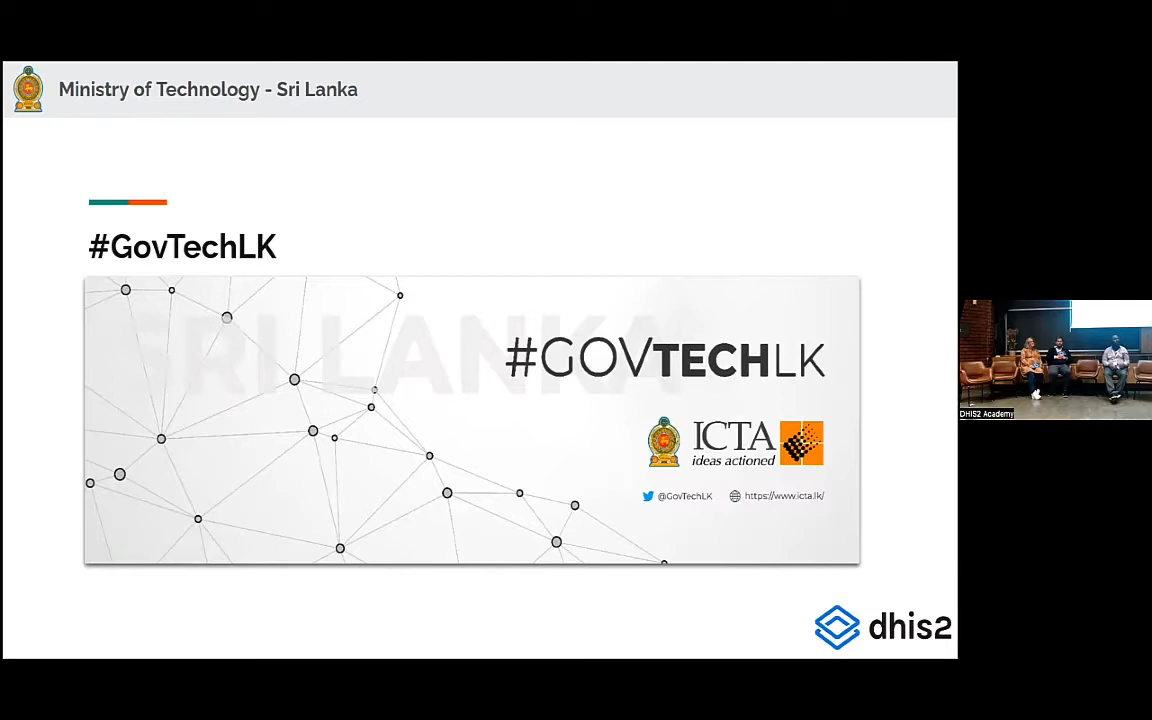 Ministry of Technology - Sri Lanka
#GovTechLK
SRI LANKA
#GOVTECHLK
ICTA
ideas actioned
@GovTechLK https://www.icta.lk/
dhis2
DHIS2 Academy